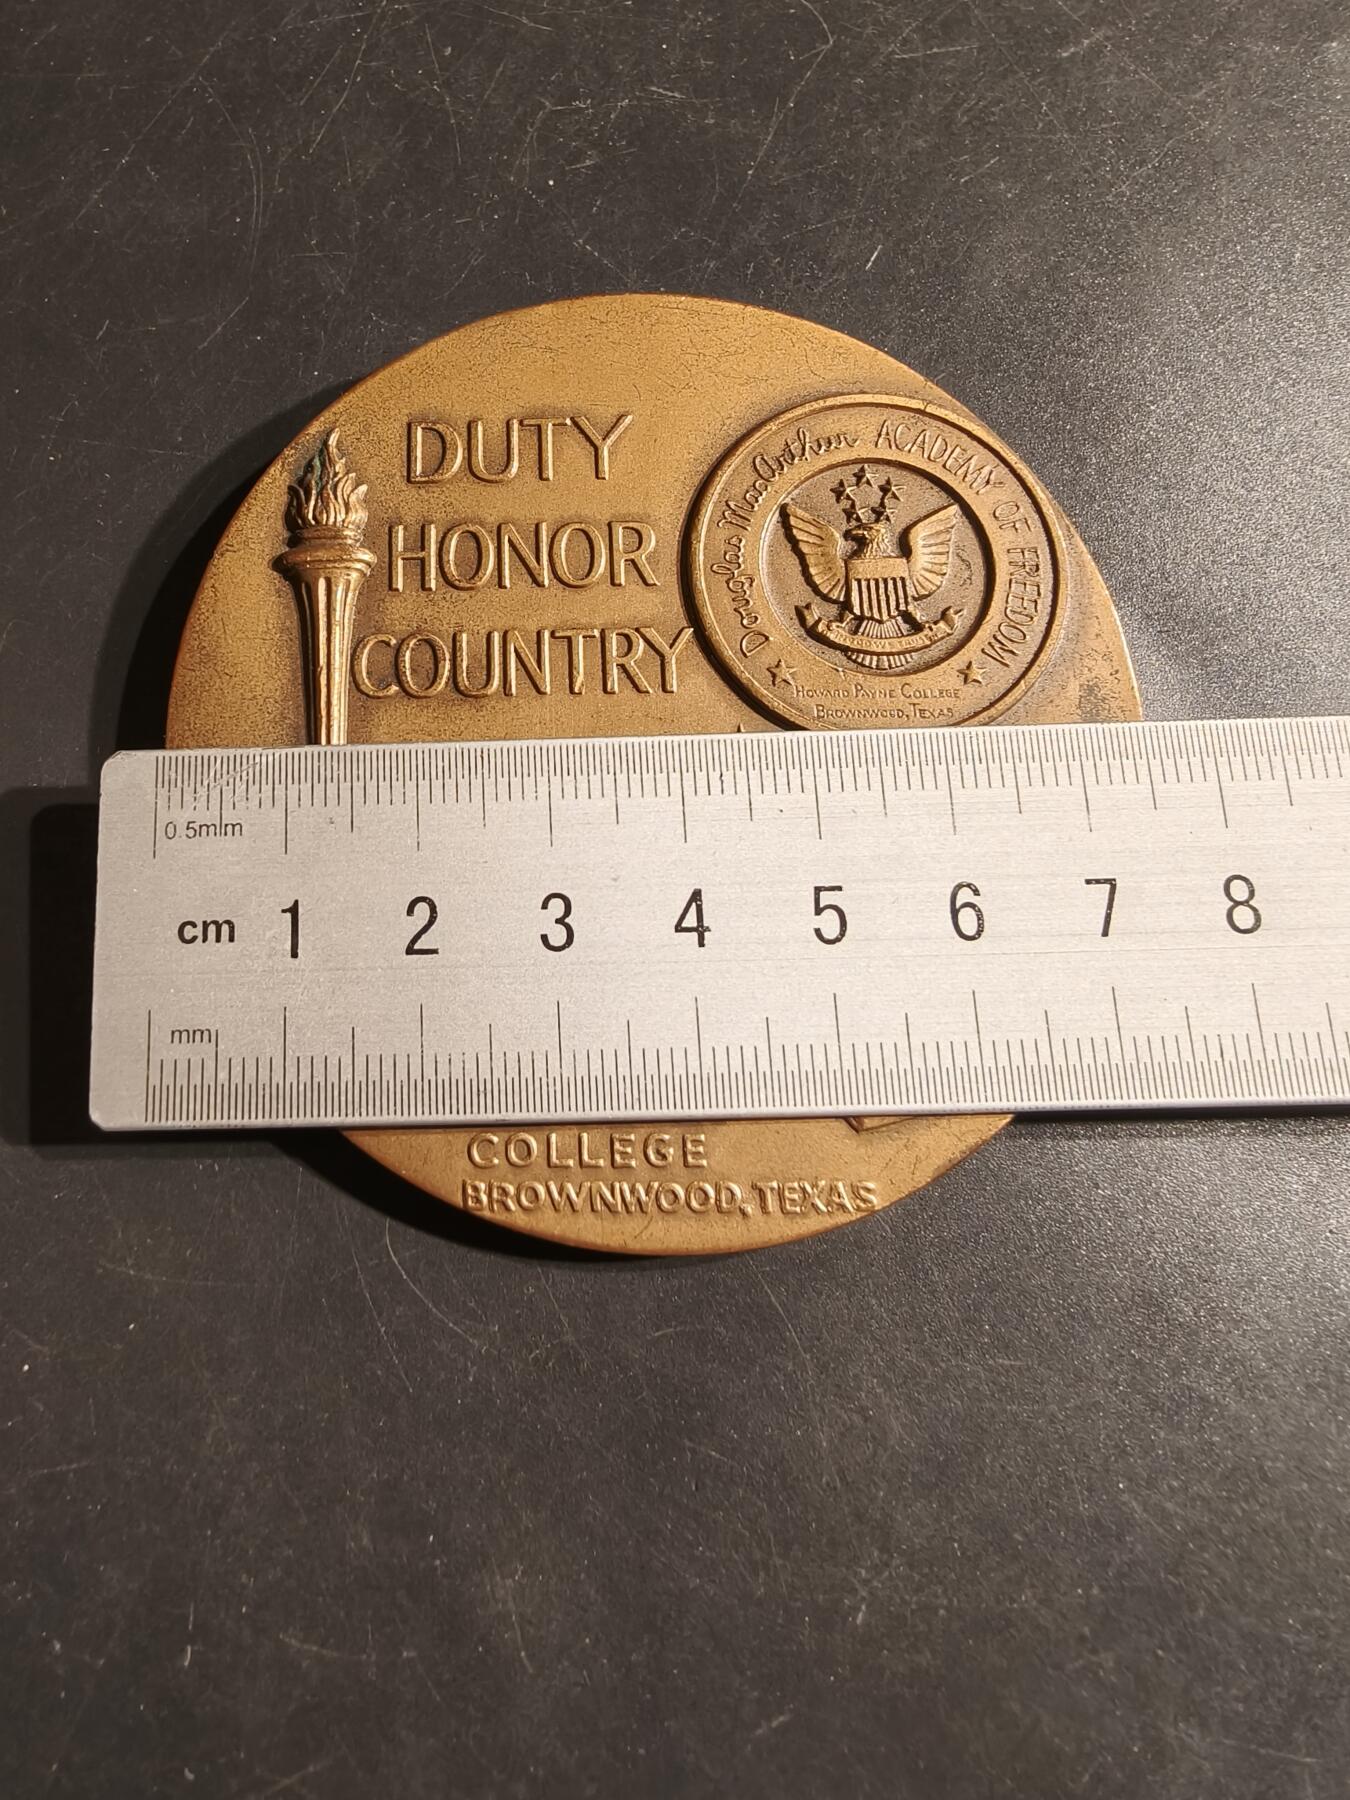 DUTY
HONOR
COUNTRY
Douglas MacArthur ACADEMY OF FREEDOM
HOWARD PAYNE COLLEGE
BROWNWOOD, TEXAS
0.5mm
cm 1 2 3 4 5 6 7 8
mm
COLLEGE
BROWNWOOD, TEXAS